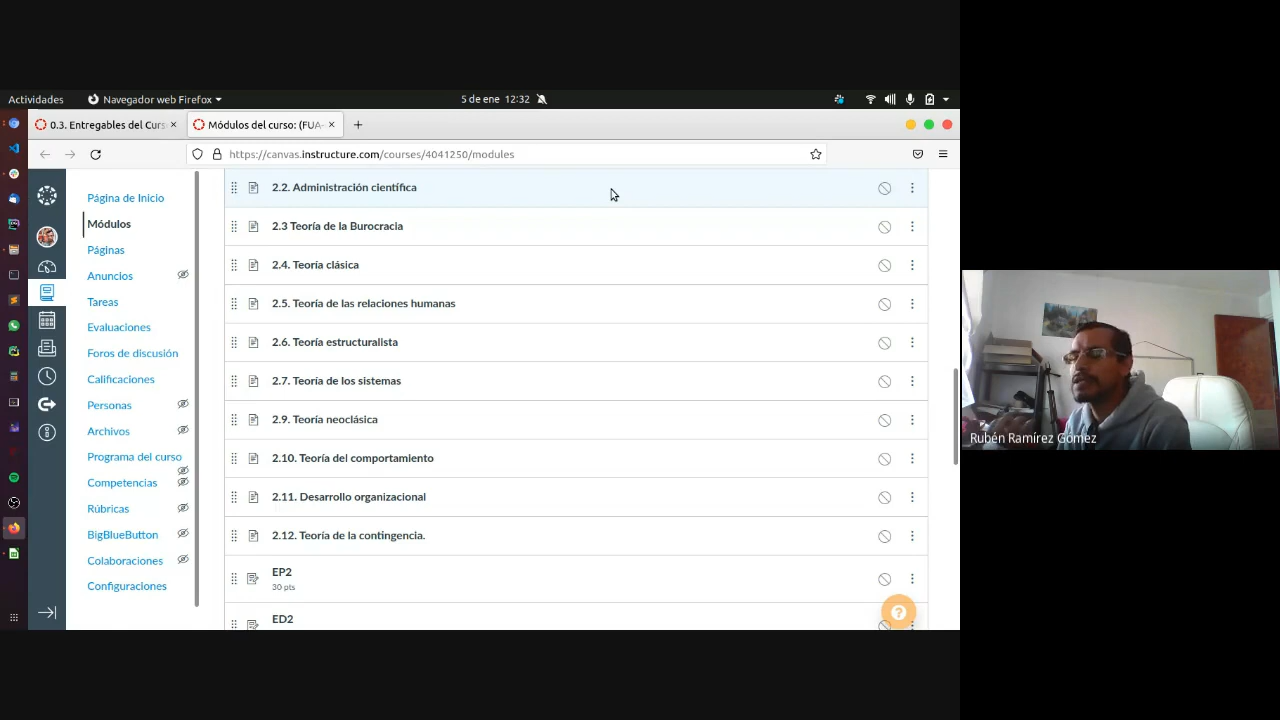 Actividades
Navegador web Firefox
5 de ene 12:32
0.3. Entregables del Curs
Módulos del curso: (FUA-
https://canvas.instructure.com/courses/4041250/modules
Página de Inicio
Módulos
Páginas
Anuncios
Tareas
Evaluaciones
Foros de discusión
Calificaciones
Personas
Archivos
Programa del curso
Competencias
Rúbricas
BigBlueButton
Colaboraciones
Configuraciones
2.2. Administración científica
2.3 Teoría de la Burocracia
2.4. Teoría clásica
2.5. Teoría de las relaciones humanas
2.6. Teoría estructuralista
2.7. Teoría de los sistemas
2.9. Teoría neoclásica
2.10. Teoría del comportamiento
2.11. Desarrollo organizacional
2.12. Teoría de la contingencia.
EP2
30 pts
ED2
Rubén Ramírez Gómez